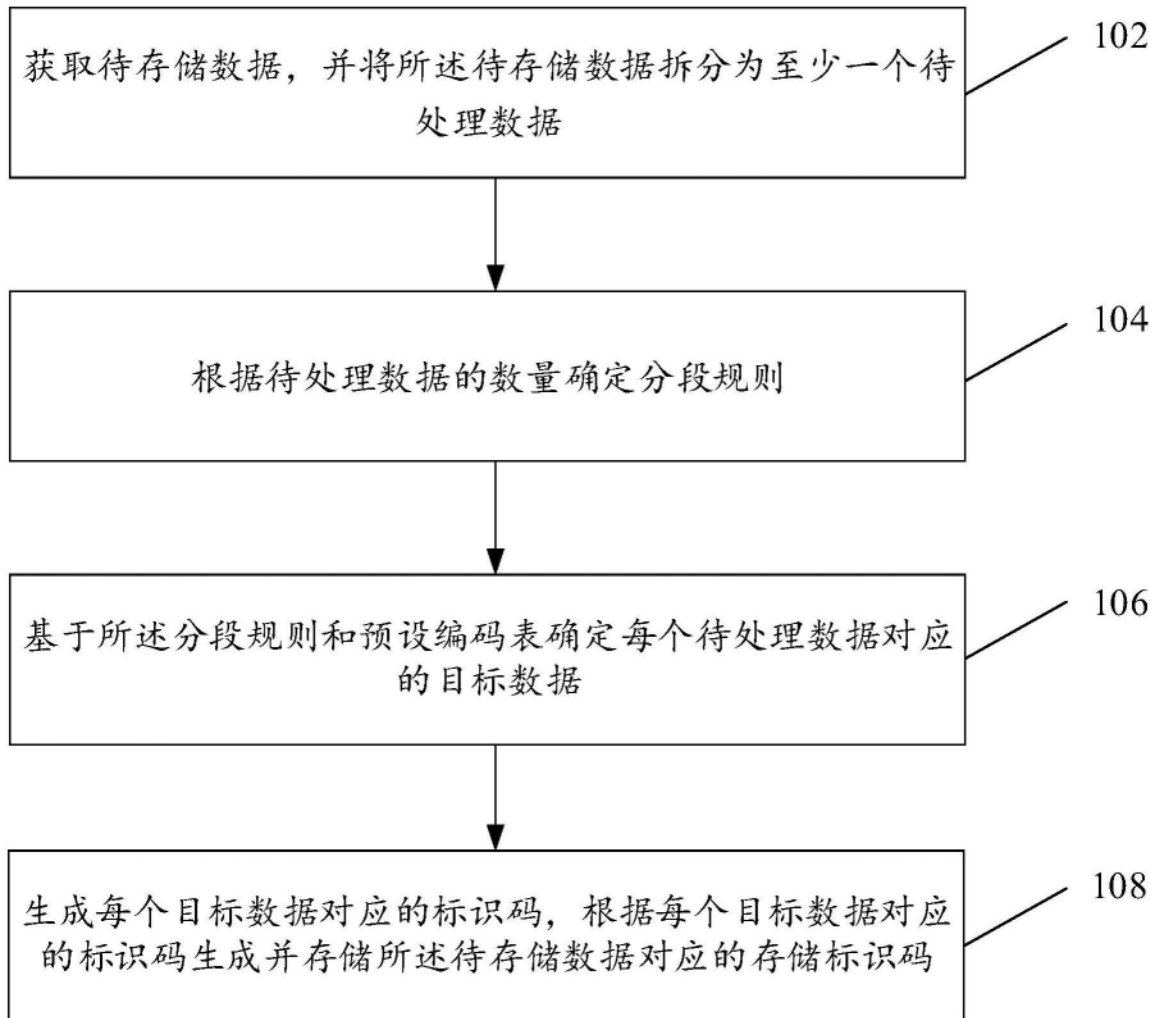 获取待存储数据，并将所述待存储数据拆分为至少一个待
处理数据
102
根据待处理数据的数量确定分段规则
104
基于所述分段规则和预设编码表确定每个待处理数据对应
的目标数据
106
生成每个目标数据对应的标识码，根据每个目标数据对应
的标识码生成并存储所述待存储数据对应的存储标识码
108